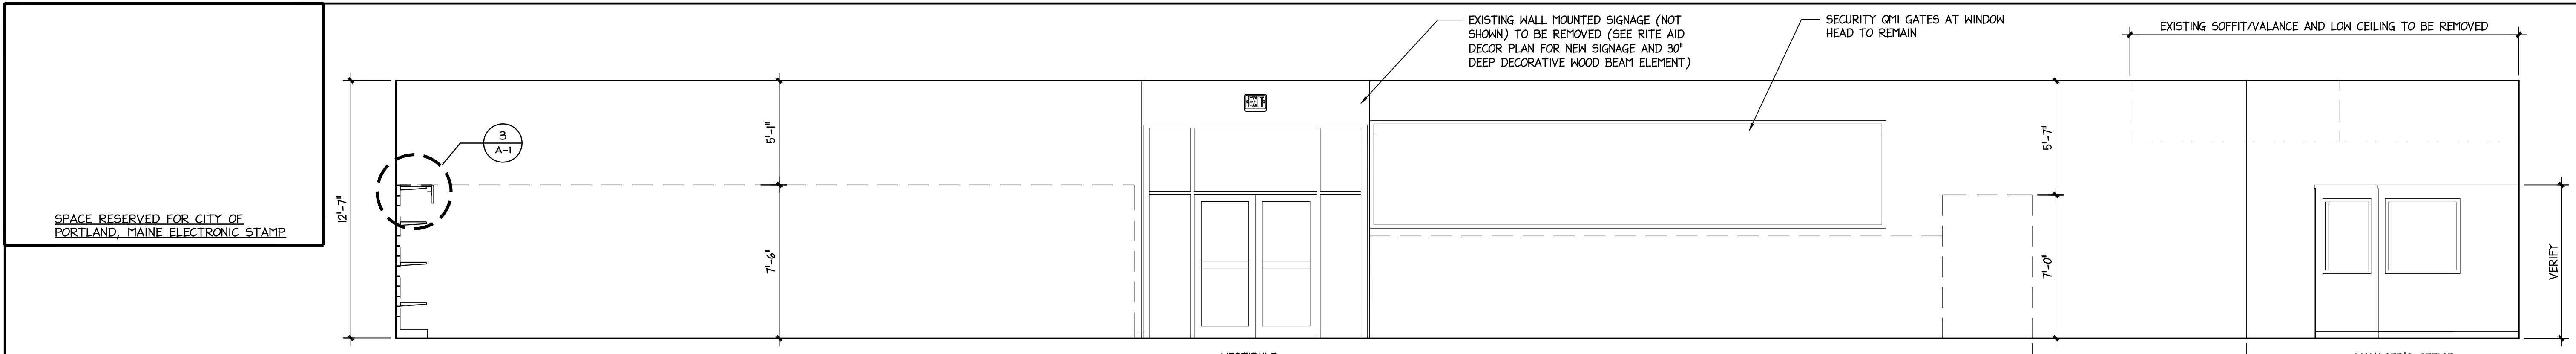 EXISTING WALL MOUNTED SIGNAGE (NOT
SHOWN) TO BE REMOVED (SEE RITE AID
DECOR PLAN FOR NEW SIGNAGE AND 30"
DEEP DECORATIVE WOOD BEAM ELEMENT)
SECURITY QMI GATES AT WINDOW
HEAD TO REMAIN
EXISTING SOFFIT/VALANCE AND LOW CEILING TO BE REMOVED
EXIT
3
A-1
5'-1"
5'-7"
12'-7"
SPACE RESERVED FOR CITY OF
PORTLAND, MAINE ELECTRONIC STAMP
7'-6"
7'-0"
VERIFY